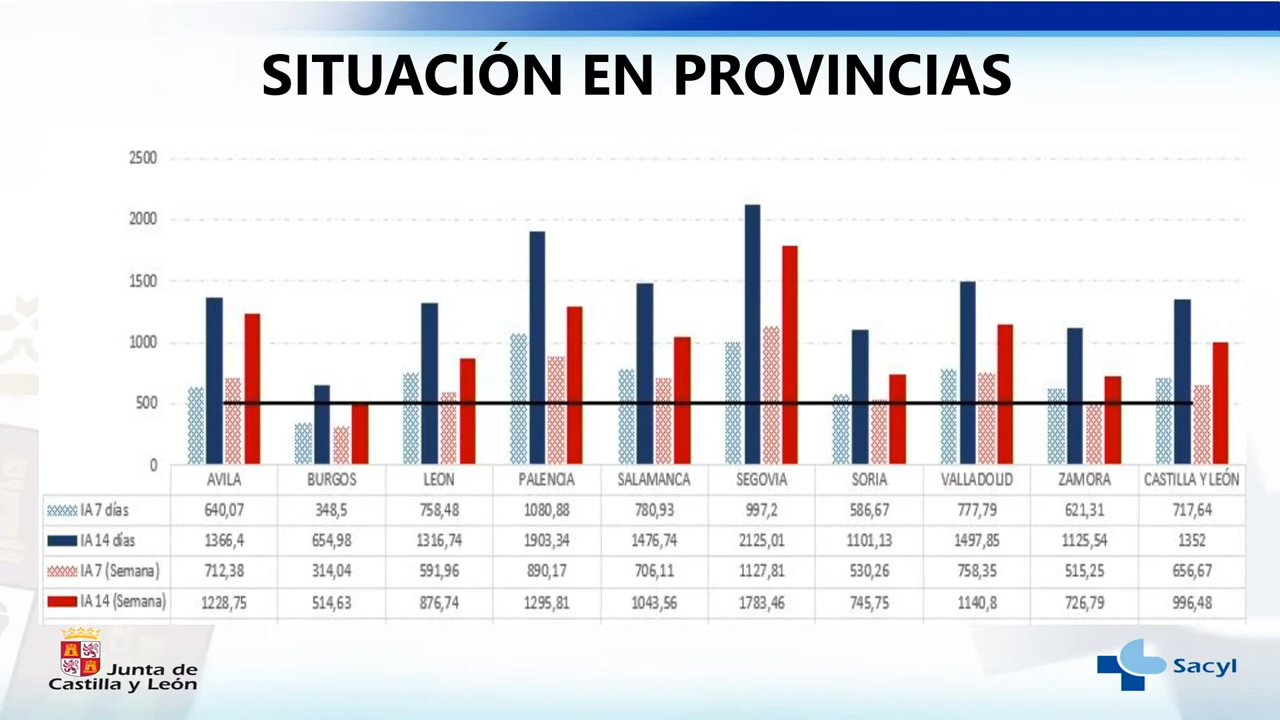 SITUACIÓN EN PROVINCIAS
2500
2000
1500
1000
500
0
AVILA BURGOS LEON PALENCIA SALAMANCA SEGOVIA SORIA VALLADOLID ZAMORA CASTILLA Y LEÓN
IA 7 días 640,07 348,5 758,48 1080,88 780,93 997,2 586,67 777,79 621,31 717,64
IA 14 días 1366,4 654,98 1316,74 1903,34 1476,74 2125,01 1101,13 1497,85 1125,54 1352
IA 7 (Semana) 712,38 314,04 591,96 890,17 706,11 1127,81 530,26 758,35 515,25 656,67
IA 14 (Semana) 1228,75 514,63 876,74 1295,81 1043,56 1783,46 745,75 1140,8 726,79 996,48
Junta de
Castilla y León
Sacyl